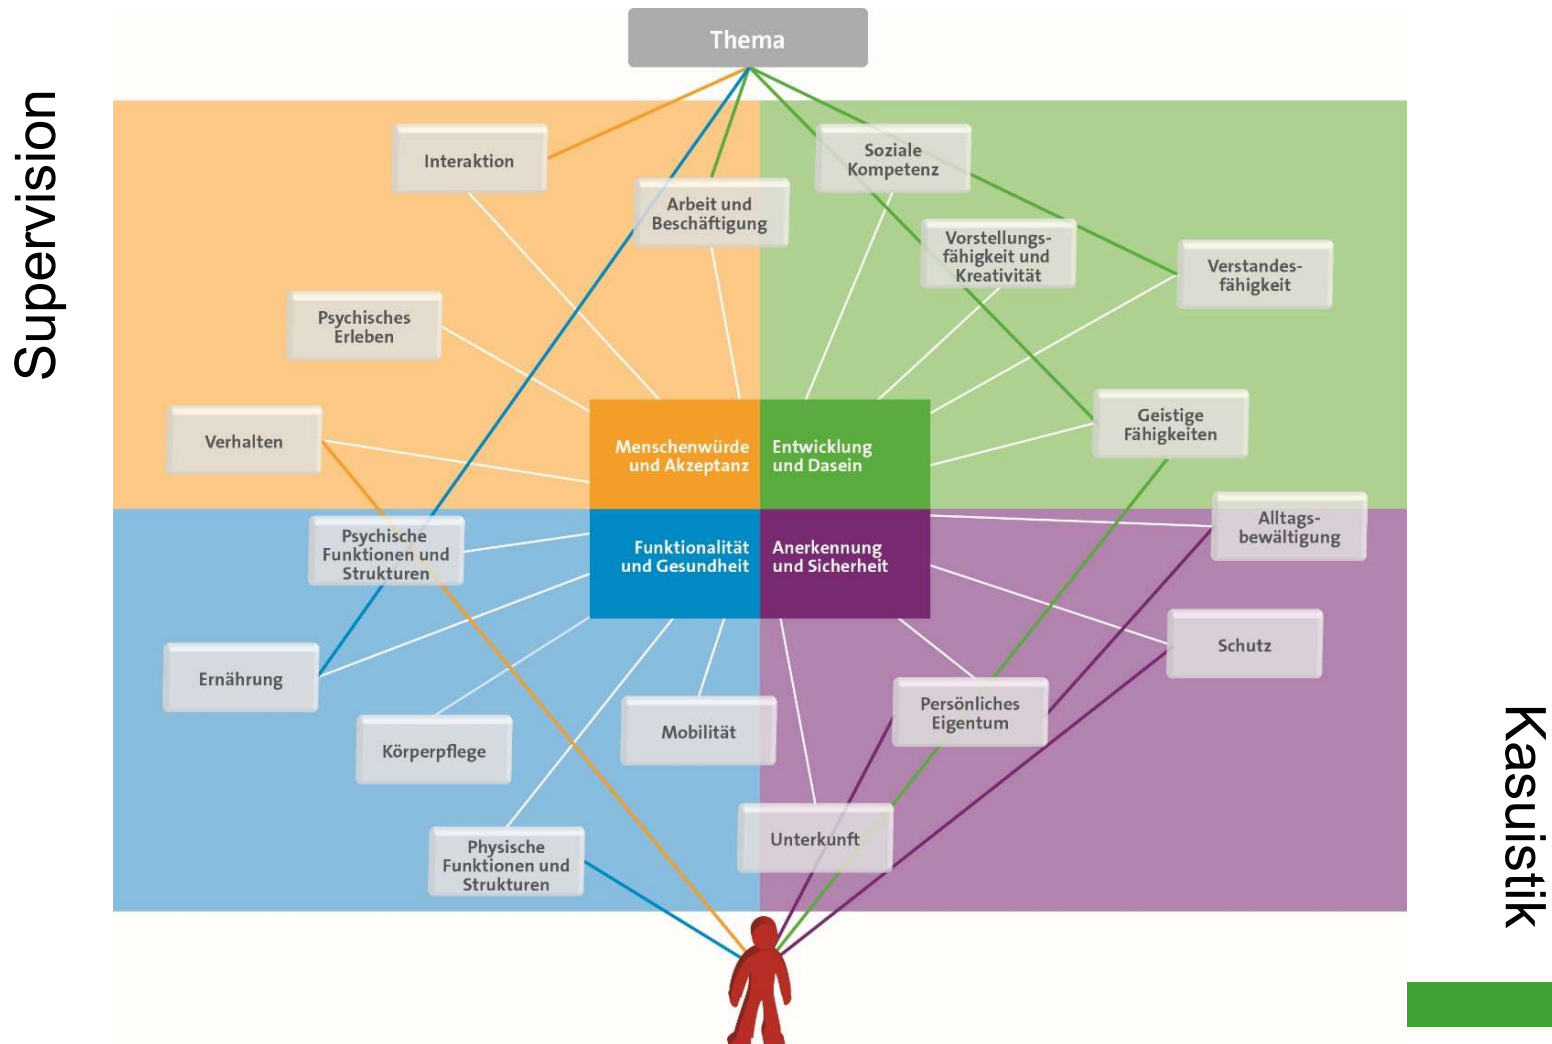 Supervision
Thema
Interaktion
Arbeit und
Beschäftigung
Soziale
Kompetenz
Vorstellungs-
fähigkeit und
Kreativität
Verstandes-
fähigkeit
Psychisches
Erleben
Verhalten
Geistige
Fähigkeiten
Menschenwürde
und Akzeptanz
Entwicklung
und Dasein
Funktionalität
und Gesundheit
Anerkennung
und Sicherheit
Psychische
Funktionen und
Strukturen
Alltags-
bewältigung
Ernährung
Schutz
Körperpflege
Mobilität
Persönliches
Eigentum
Physische
Funktionen und
Strukturen
Unterkunft
Kasuistik